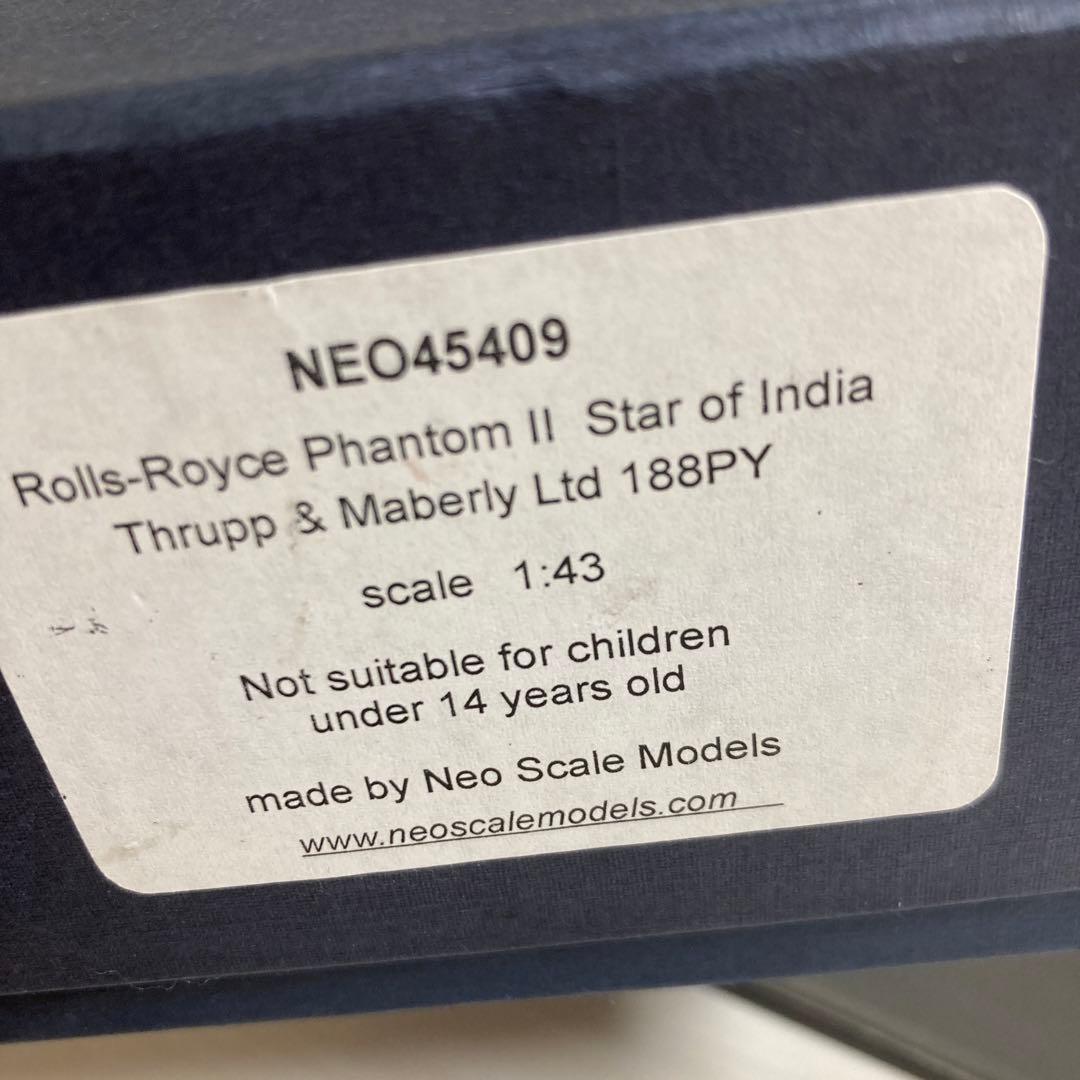 NEO45409
Rolls-Royce Phantom II Star of India
Thrupp & Maberly Ltd 188PY
scale 1:43
Not suitable for children
under 14 years old
made by Neo Scale Models
www.neoscalemodels.com